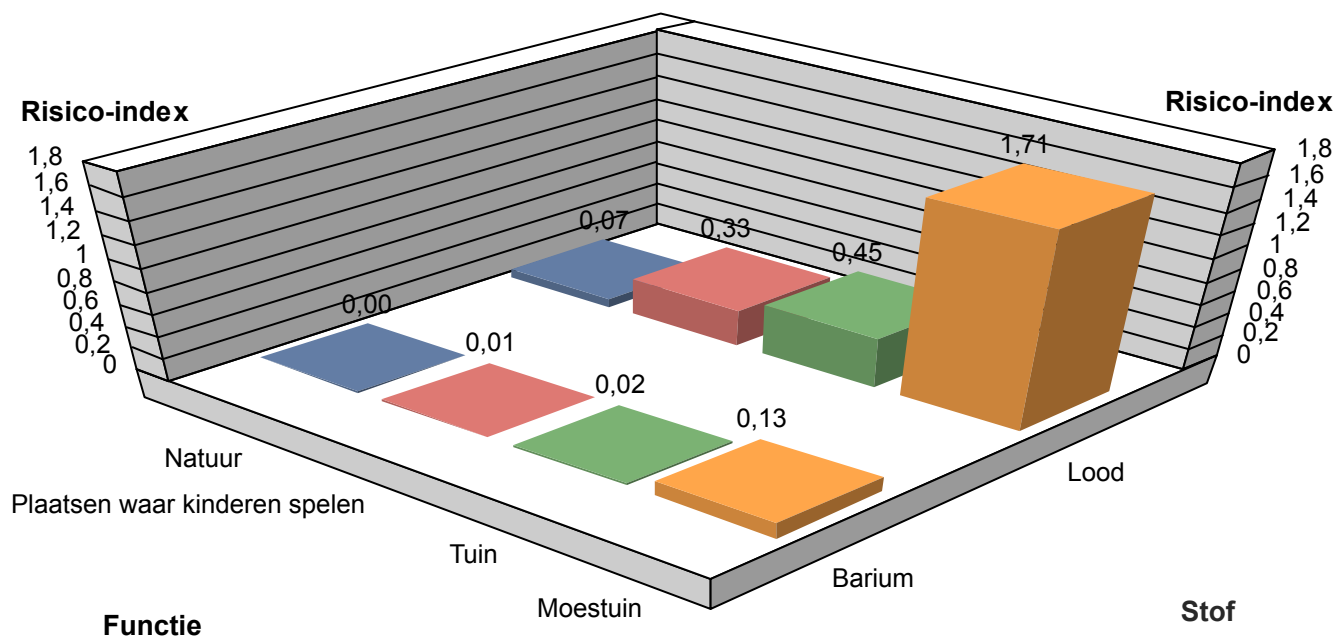 Risico-index
Risico-index
1,8
1,6
1,4
1,2
1
0,8
0,6
0,4
0,2
0
1,8
1,6
1,4
1,2
1
0,8
0,6
0,4
0,2
0
1,71
0,07
0,33
0,45
0,00
0,01
0,02
0,13
Natuur
Plaatsen waar kinderen spelen
Tuin
Moestuin
Lood
Barium
Functie
Stof